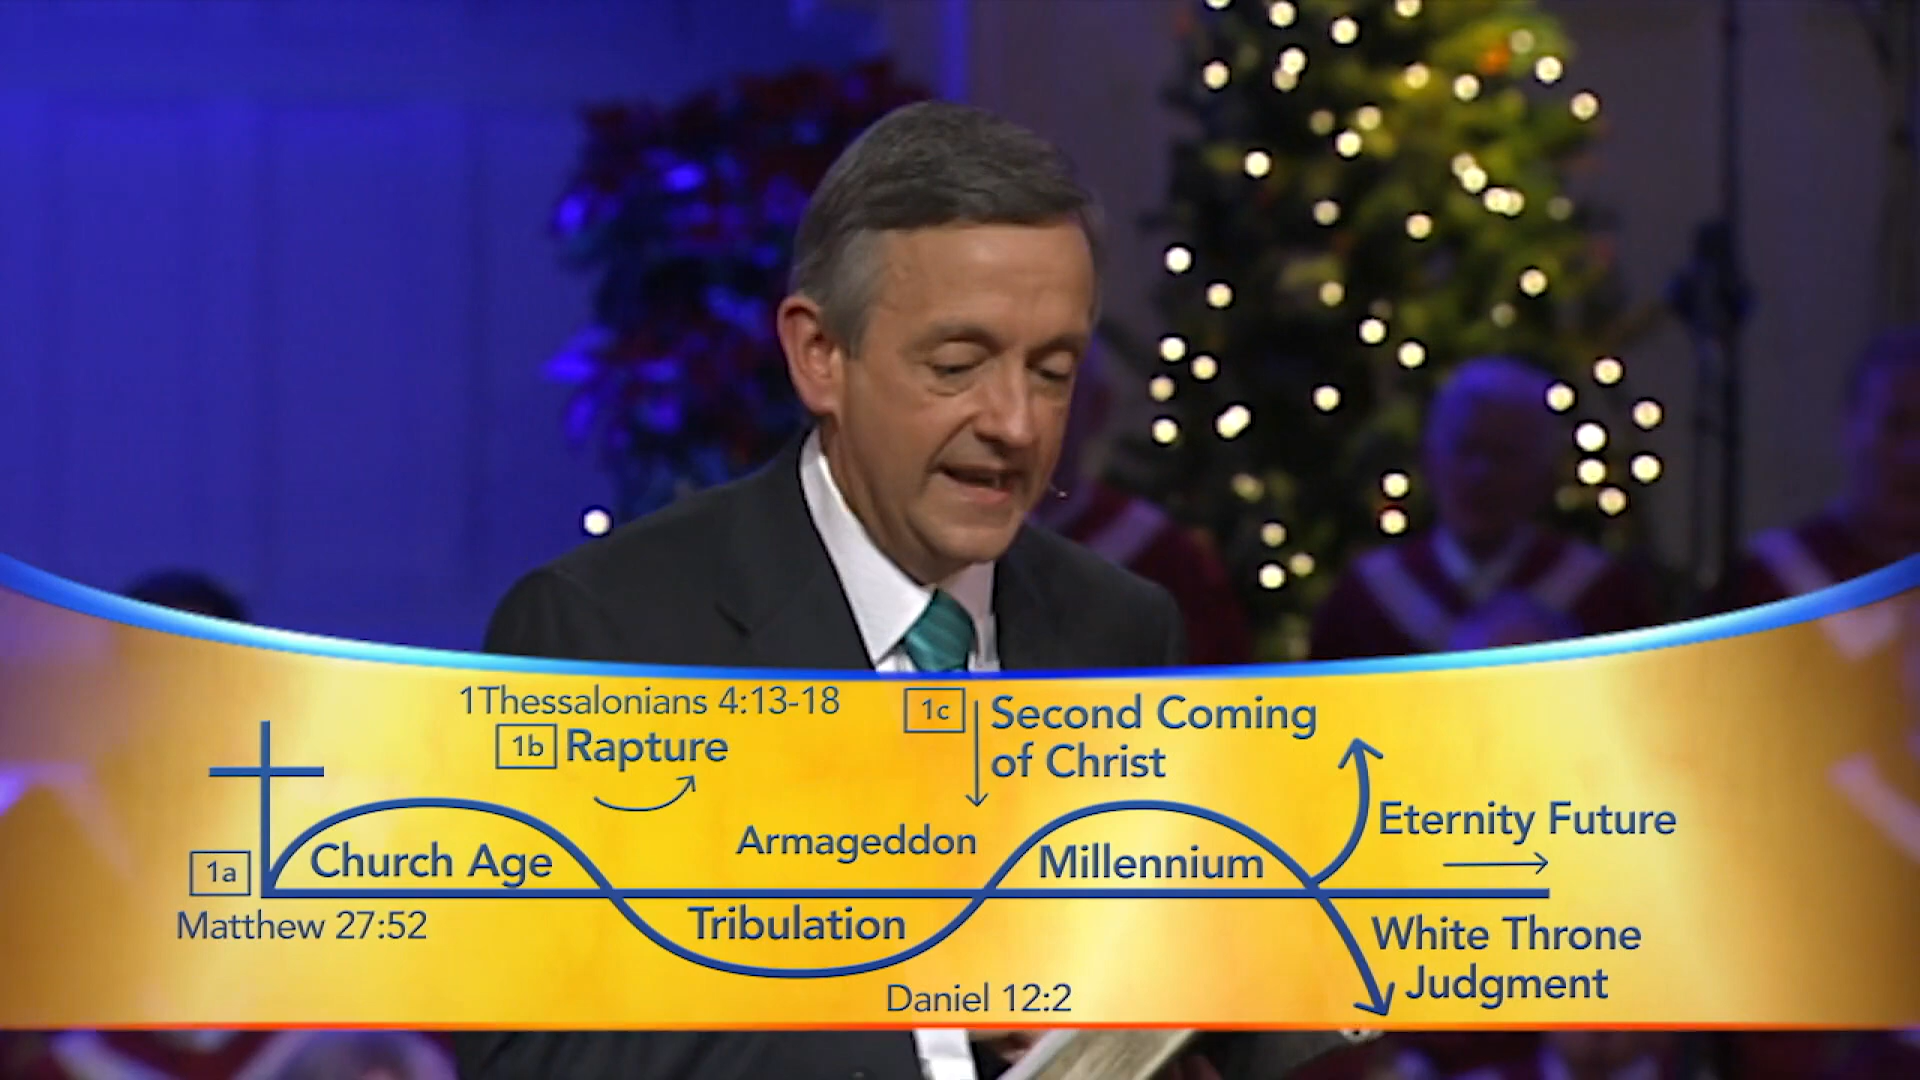 1Thessalonians 4:13-18
1b Rapture
1c Second Coming
of Christ
Armageddon
Church Age
1a
Matthew 27:52
Tribulation
Daniel 12:2
Millennium
Eternity Future
White Throne
Judgment